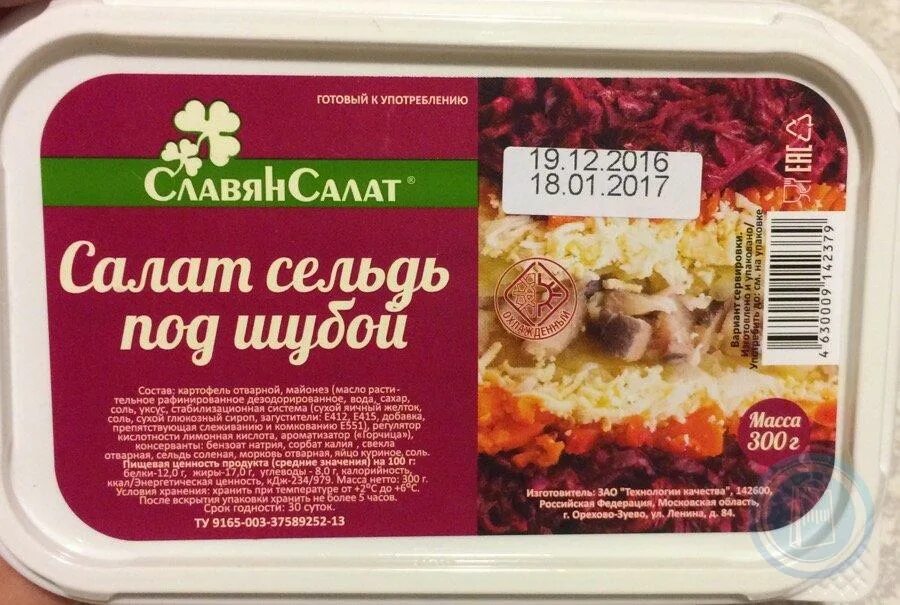 ГОТОВЫЙ К УПОТРЕБЛЕНИЮ
СЛАВЯНСАЛАТ®
Салат сельдь
под шубой
Состав: картофель отварной, майонез (масло расти-
тельное рафинированное дезодорированное, вода, сахар,
соль, уксус, стабилизационная система (сухой яичный желток,
соль, сухой глюкозный сироп, загустители: Е412, Е415, добавка,
препятствующая слеживанию и комкованию Е551), регулятор
кислотности лимонная кислота, ароматизатор («Горчица»),
консерванты: бензоат натрия, сорбат калия , свекла
отварная, сельдь соленая, морковь отварная, яйцо куриное, соль.
Пищевая ценность продукта (средние значения) на 100 г:
белки-12,0 г, жиры-17,0 г, углеводы - 8,0 г, калорийность,
ккал/Энергетическая ценность, кДж-234/979. Масса нетто: 300 г.
Условия хранения: хранить при температуре от +2°С до +6°С.
После вскрытия упаковки хранить не более 5 часов.
Срок годности: 30 суток.
ТУ 9165-003-37589252-13
19.12.2016
18.01.2017
ОХЛАЖДЕННЫЙ
EAC
Вариант сервировки.
Изготовлено и упаковано/
Употребить до: см. на упаковке
4 630009 142379
Масса
300 г
Изготовитель: ЗАО "Технологии качества", 142600,
Российская Федерация, Московская область,
г. Орехово-Зуево, ул. Ленина, д. 84.